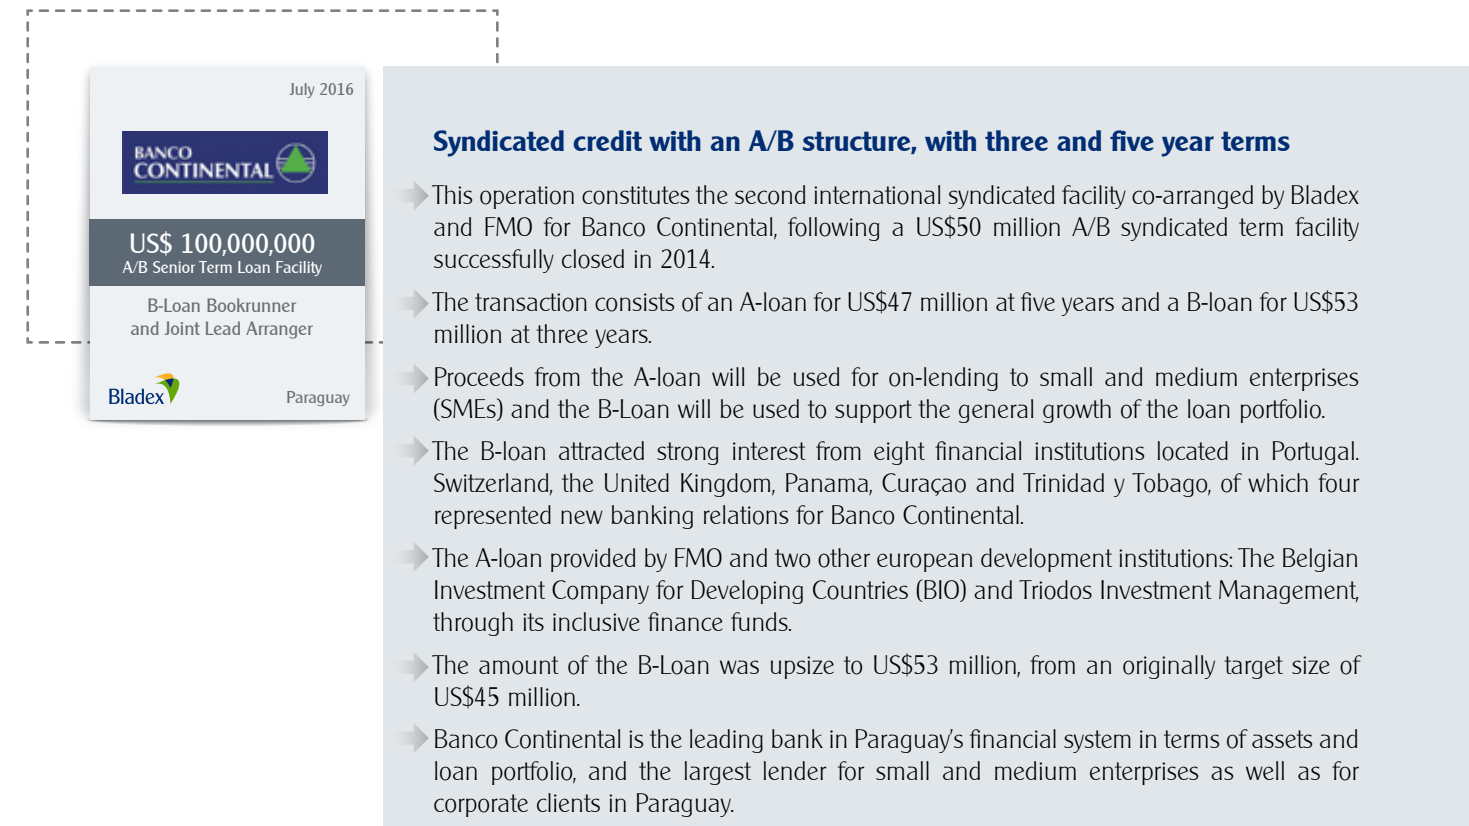 July 2016
BANCO
CONTINENTAL
US$ 100,000,000
A/B Senior Term Loan Facility
B-Loan Bookrunner
and Joint Lead Arranger
Bladex
Paraguay
Syndicated credit with an A/B structure, with three and five year terms
This operation constitutes the second international syndicated facility co-arranged by Bladex
and FMO for Banco Continental, following a US$50 million A/B syndicated term facility
successfully closed in 2014.
The transaction consists of an A-loan for US$47 million at five years and a B-loan for US$53
million at three years.
Proceeds from the A-loan will be used for on-lending to small and medium enterprises
(SMEs) and the B-Loan will be used to support the general growth of the loan portfolio.
The B-loan attracted strong interest from eight financial institutions located in Portugal.
Switzerland, the United Kingdom, Panama, Curaçao and Trinidad y Tobago, of which four
represented new banking relations for Banco Continental.
The A-loan provided by FMO and two other european development institutions: The Belgian
Investment Company for Developing Countries (BIO) and Triodos Investment Management,
through its inclusive finance funds.
The amount of the B-Loan was upsize to US$53 million, from an originally target size of
US$45 million.
Banco Continental is the leading bank in Paraguay's financial system in terms of assets and
loan portfolio, and the largest lender for small and medium enterprises as well as for
corporate clients in Paraguay.